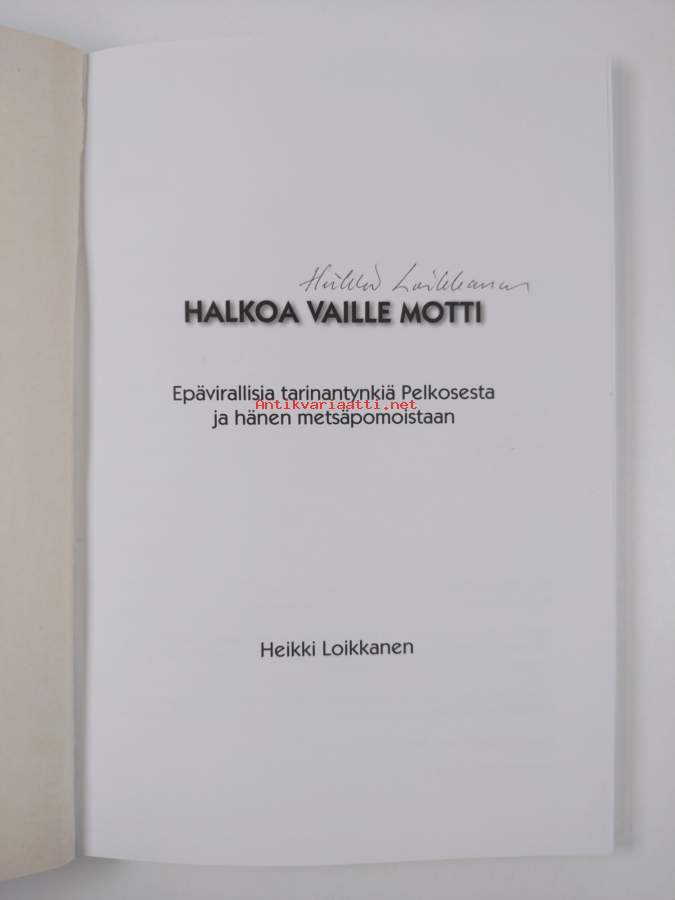 Heikki Loikkanen
HALKOA VAILLE MOTTI
Epävirallisia tarinantynkiä Pelkosesta
Antikvariaatti.net
ja hänen metsäpomoistaan
Heikki Loikkanen